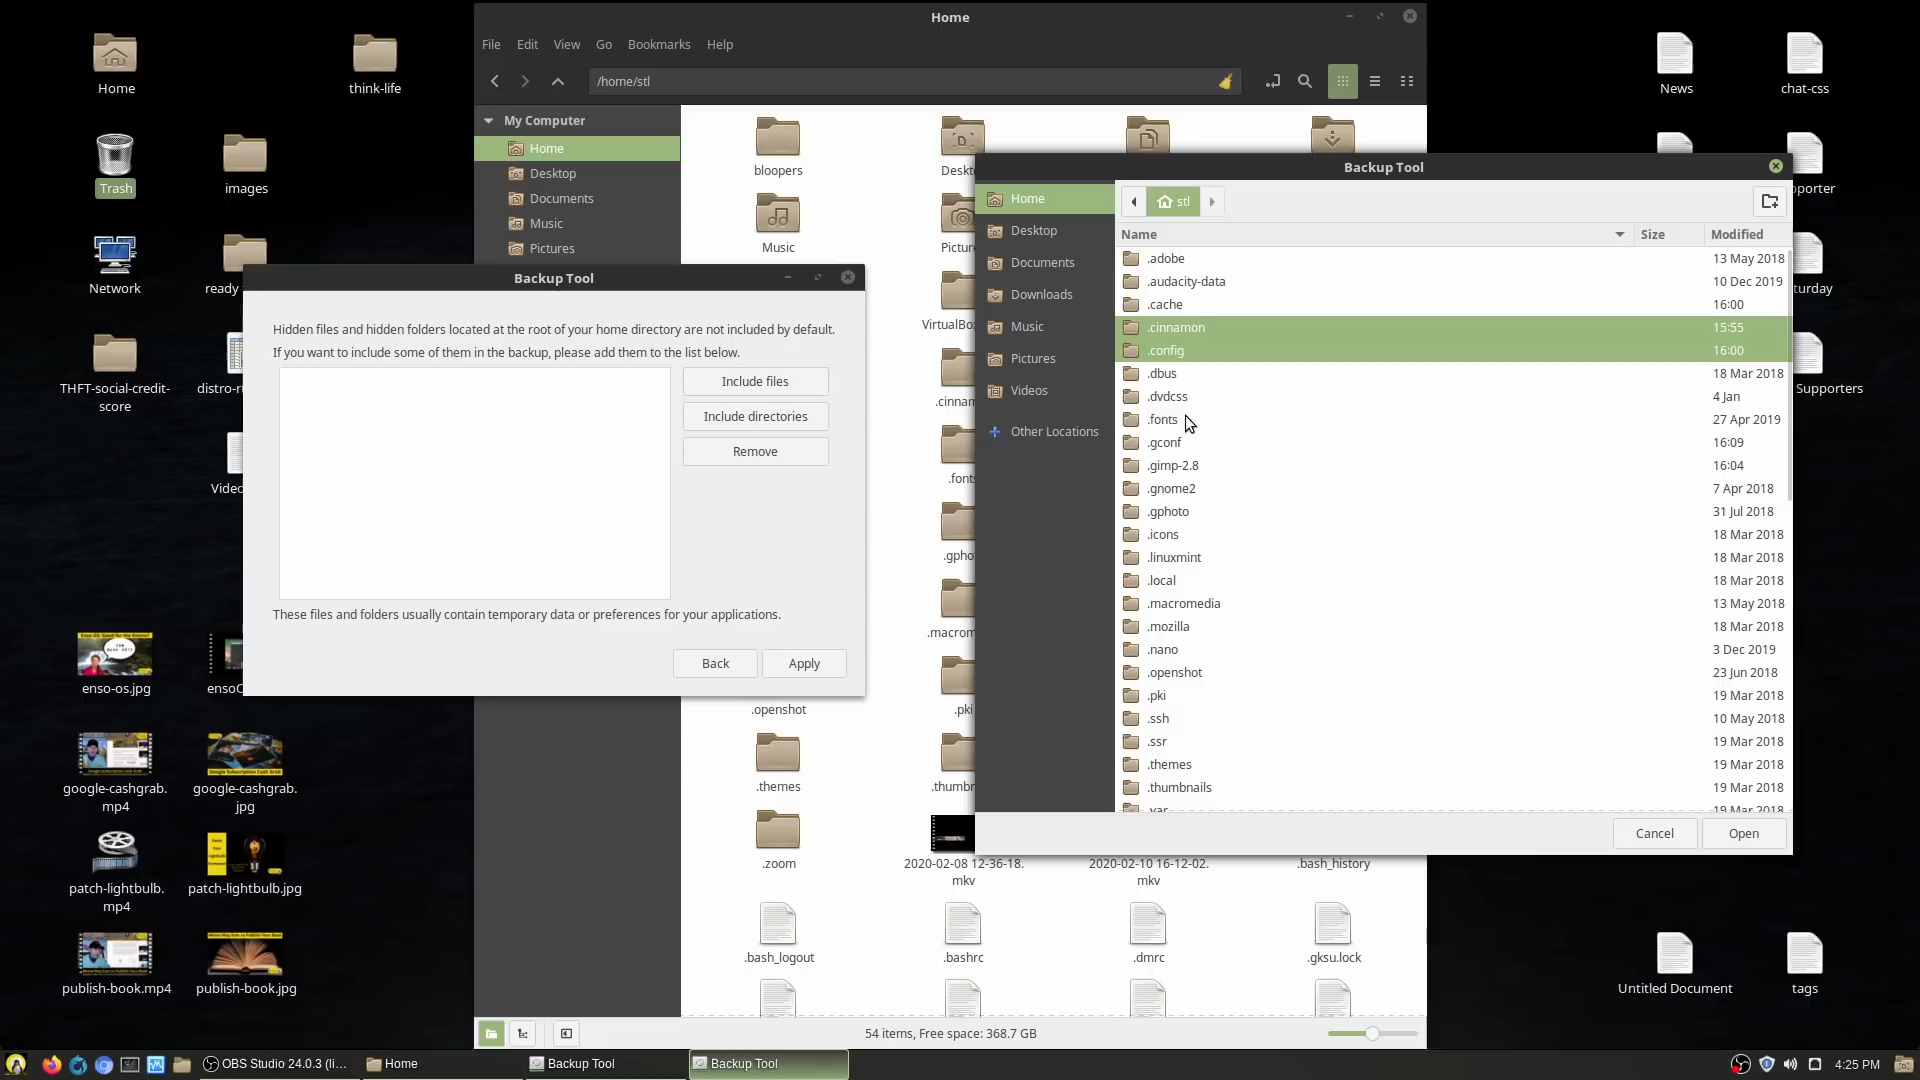 Home
think-life
Trash
images
Network
ready
THFT-social-credit-
score
distro-r
Video
enso-os.jpg
google-cashgrab.
mp4
google-cashgrab.
jpg
patch-lightbulb.
mp4
patch-lightbulb.jpg
publish-book.mp4
publish-book.jpg
Home
File
Edit
View
Go
Bookmarks
Help
/home/stl
My Computer
Home
Desktop
Documents
Music
Pictures
bloopers
Music
.openshot
.pki
.themes
.zoom
2020-02-08 12-36-18.
mkv
2020-02-10 16-12-02.
mkv
.bash_history
.bash_logout
.bashrc
.dmrc
.gksu.lock
54 items, Free space: 368.7 GB
Backup Tool
Hidden files and hidden folders located at the root of your home directory are not included by default.
If you want to include some of them in the backup, please add them to the list below.
Include files
Include directories
Remove
These files and folders usually contain temporary data or preferences for your applications.
Back
Apply
Backup Tool
Home
Desktop
Documents
Downloads
Music
Pictures
Videos
Other Locations
stl
Name Size Modified
.adobe 13 May 2018
.audacity-data 10 Dec 2019
.cache 16:00
.cinnamon 15:55
.config 16:00
.dbus 18 Mar 2018
.dvdcss 4 Jan
.fonts 27 Apr 2019
.gconf 16:09
.gimp-2.8 16:04
.gnome2 7 Apr 2018
.gphoto 31 Jul 2018
.icons 18 Mar 2018
.linuxmint 18 Mar 2018
.local 18 Mar 2018
.macromedia 13 May 2018
.mozilla 18 Mar 2018
.nano 3 Dec 2019
.openshot 23 Jun 2018
.pki 19 Mar 2018
.ssh 10 May 2018
.ssr 19 Mar 2018
.themes 19 Mar 2018
.thumbnails 19 Mar 2018
.var 19 Mar 2018
Cancel
Open
News
chat-css
porter
turday
Supporters
Untitled Document
tags
OBS Studio 24.0.3 (li...
Home
Backup Tool
Backup Tool
4:25 PM